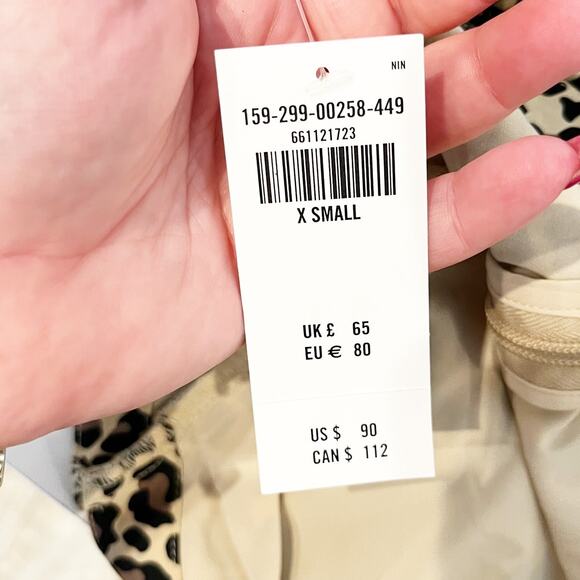 NIN
159-299-00258-449
661121723
X SMALL
UK £ 65
EU € 80
US $ 90
CAN $ 112